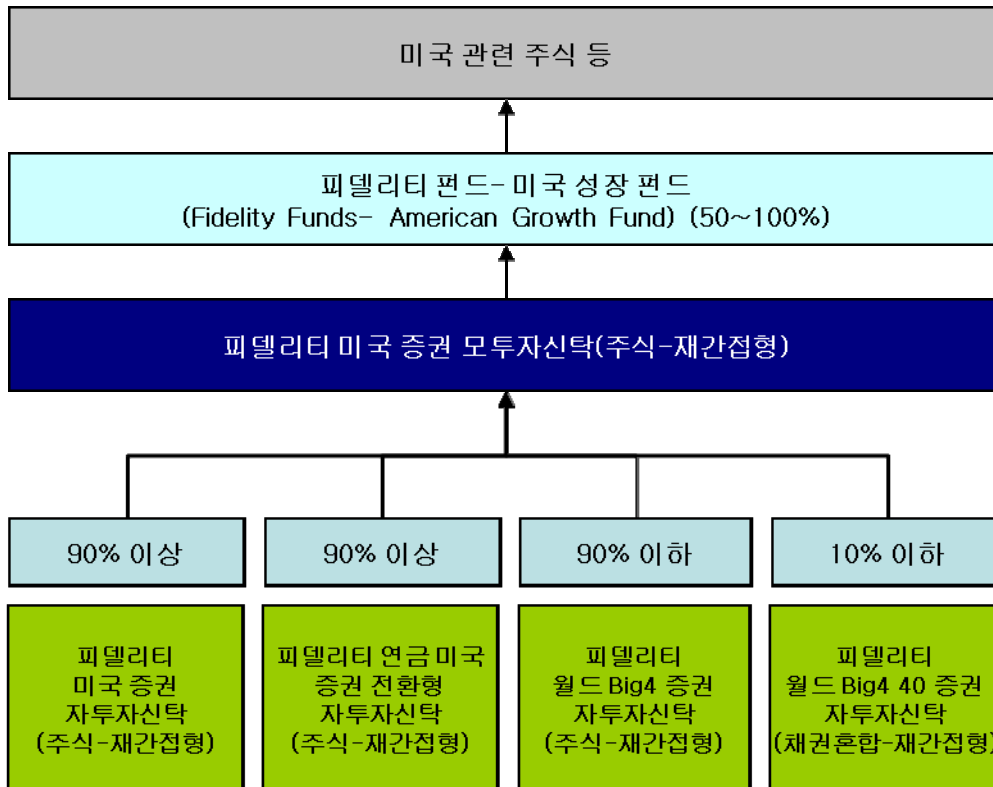 미국 관련 주식 등
피델리티 펀드- 미국 성장 펀드
(Fidelity Funds- American Growth Fund) (50~100%)
피델리티 미국 증권 모투자신탁(주식-재간접형)
90% 이상
90% 이상
90% 이하
10% 이하
피델리티
미국 증권
자투자신탁
(주식-재간접형)
피델리티 연금 미국
증권 전환형
자투자신탁
(주식-재간접형)
피델리티
월드 Big4 증권
자투자신탁
(주식-재간접형)
피델리티
월드 Big4 40 증권
자투자신탁
(채권혼합-재간접형)